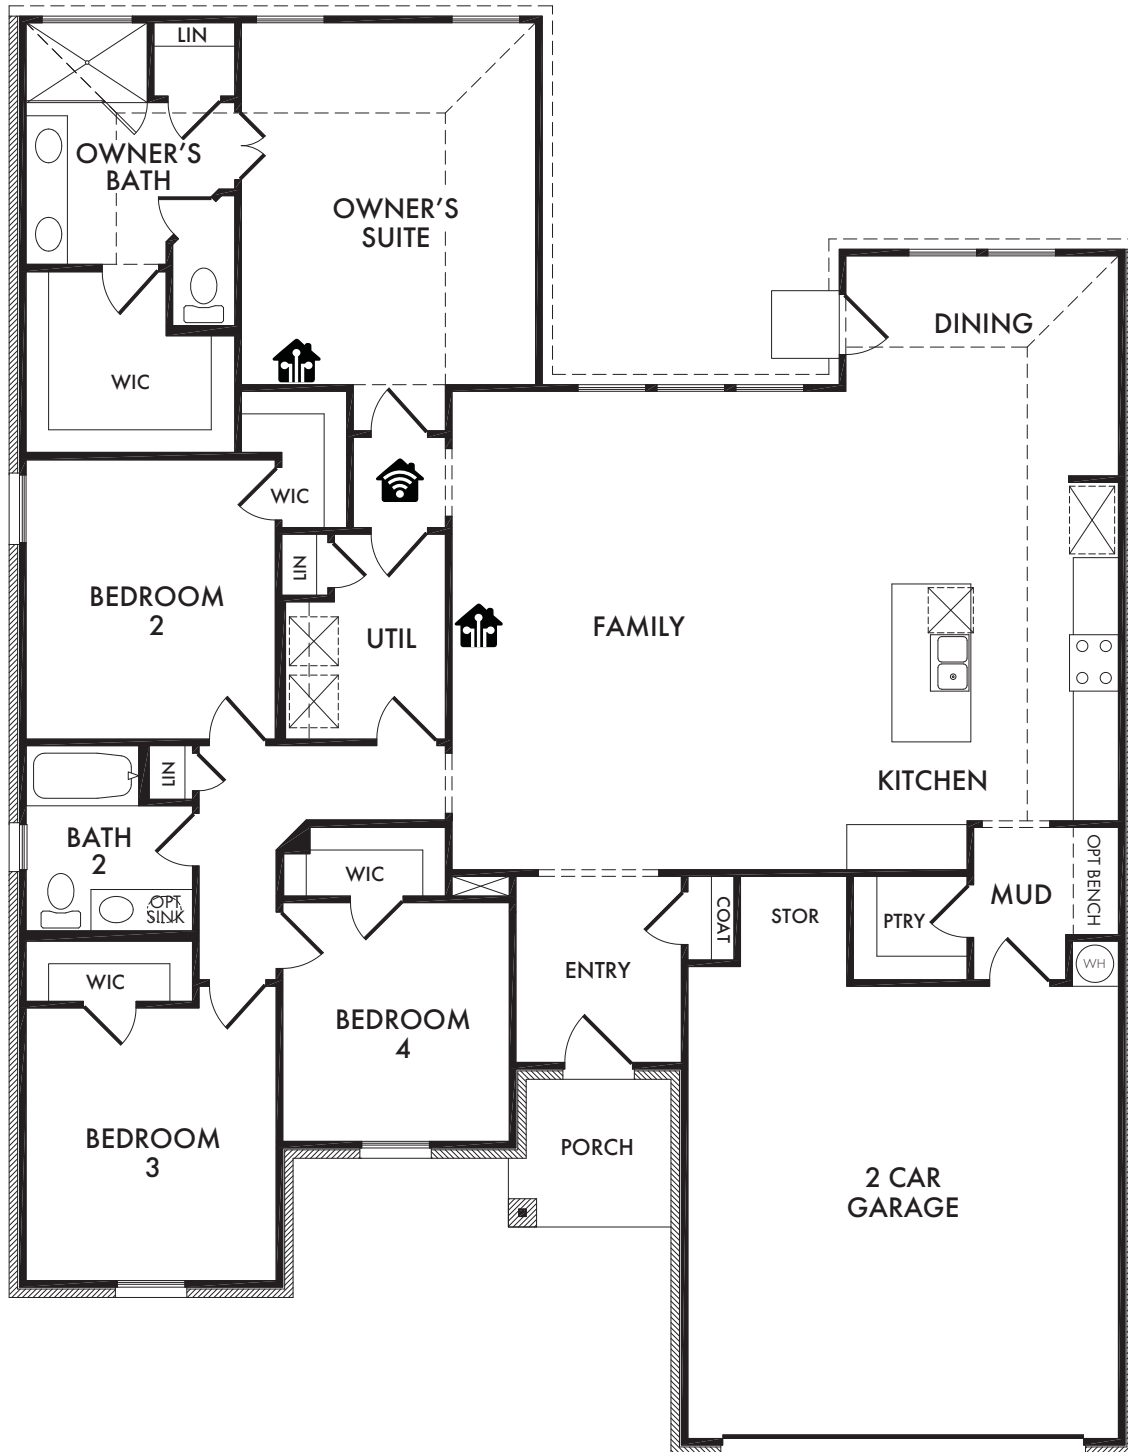 LIN
OWNER'S
BATH
OWNER'S
SUITE
DINING
WIC
WIC
LIN
BEDROOM
2
UTIL
FAMILY
LIN
KITCHEN
BATH
2
OPT
SINK
WIC
OPT BENCH
MUD
COAT
STOR
PTRY
WH
ENTRY
WIC
BEDROOM
4
BEDROOM
3
PORCH
2 CAR
GARAGE